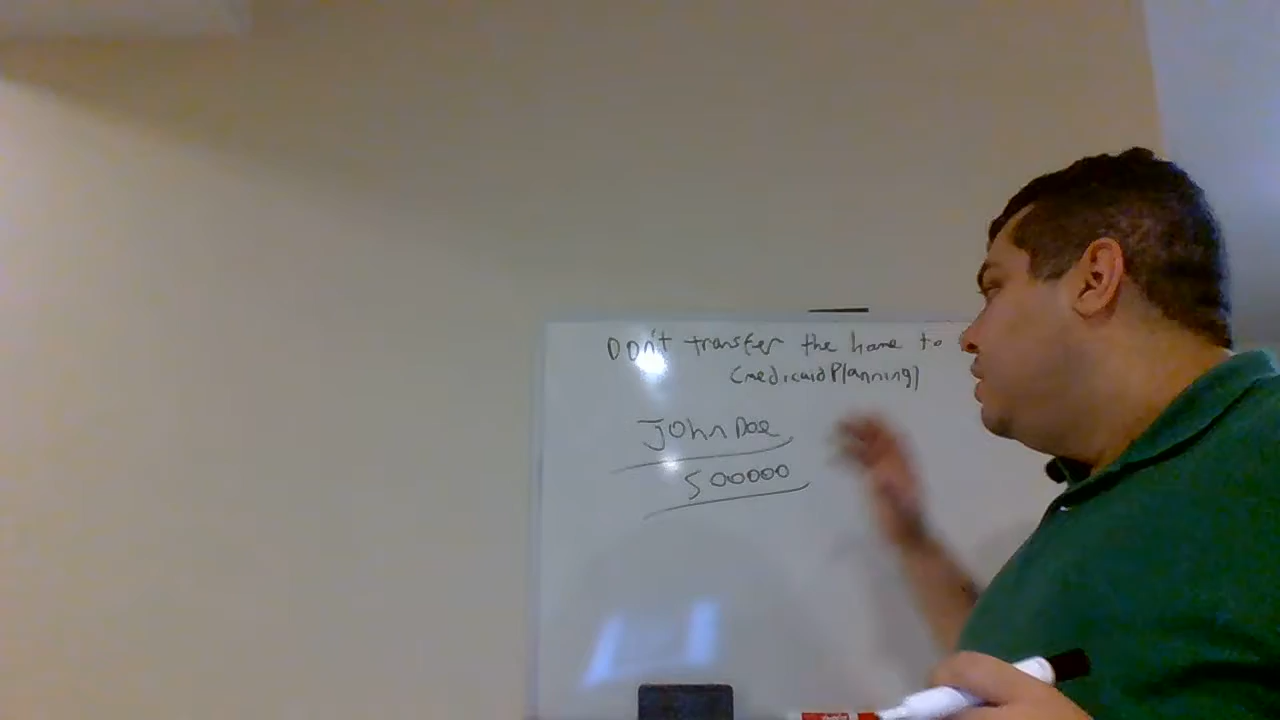 Don't transfer the home to
(medicaid Planning)
John Doe
500000